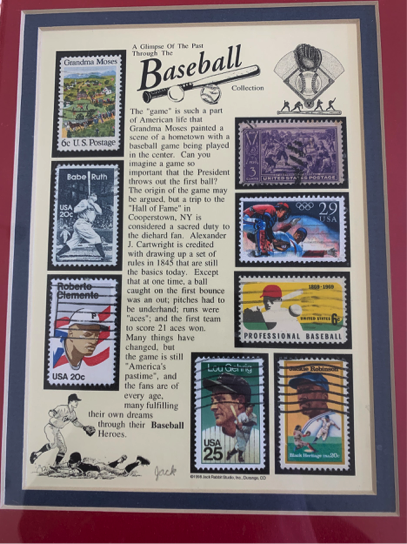 A Glimpse Of The Past
Through The
Baseball
Collection
Grandma Moses
6c U.S. Postage
The "game" is such a part
of American life that
Grandma Moses painted a
scene of a hometown with a
baseball game being played
in the center. Can you
imagine a game so
important that the President
throws out the first ball?
The origin of the game may
be argued, but a trip to the
"Hall of Fame" in
Cooperstown, NY is
considered a sacred duty to
the diehard fan. Alexander
J. Cartwright is credited
with drawing up a set of
rules in 1845 that are still
the basics today. Except
that at one time, a ball
caught on the first bounce
was an out; pitches had to
be underhand; runs were
"aces"; and the first team
to score 21 aces won.
Many things have
changed, but
the game is still
"America's
pastime", and
the fans are of
every age,
many fulfilling
their own dreams
through their Baseball
Heroes.
Babe Ruth
USA
20c
Roberto
Clemente
USA 20c
3
UNITED STATES POSTAGE
29
USA
1869-1969
UNITED STATES
6c
PROFESSIONAL BASEBALL
Lou Gehrig
USA
25
Jackie Robinson
Black Heritage USA 20c
Jack